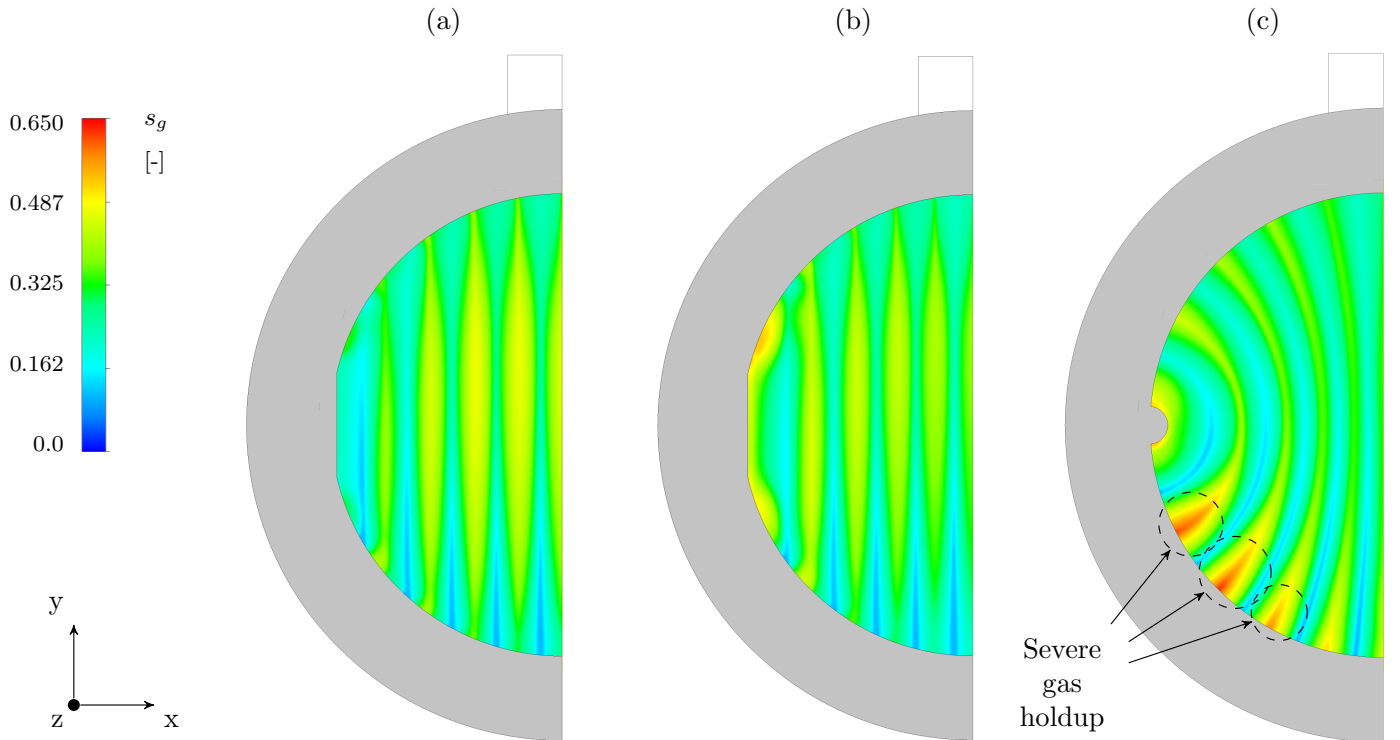 (a)
(b)
(c)
0.650
s_g
[-]
0.487
0.325
0.162
0.0
y
z
x
Severe
gas
holdup